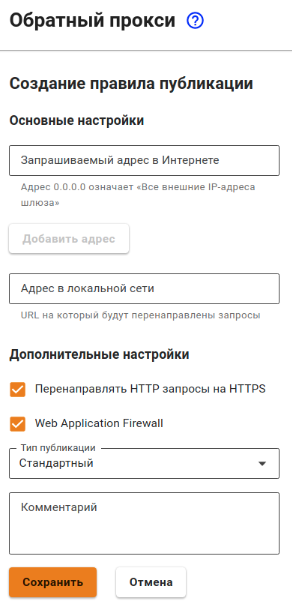 Обратный прокси
Создание правила публикации
Основные настройки
Запрашиваемый адрес в Интернете
Адрес 0.0.0.0 означает «Все внешние IP-адреса
шлюза»
Добавить адрес
Адрес в локальной сети
URL на который будут перенаправлены запросы
Дополнительные настройки
Перенаправлять HTTP запросы на HTTPS
Web Application Firewall
Тип публикации
Стандартный
Комментарий
Сохранить
Отмена